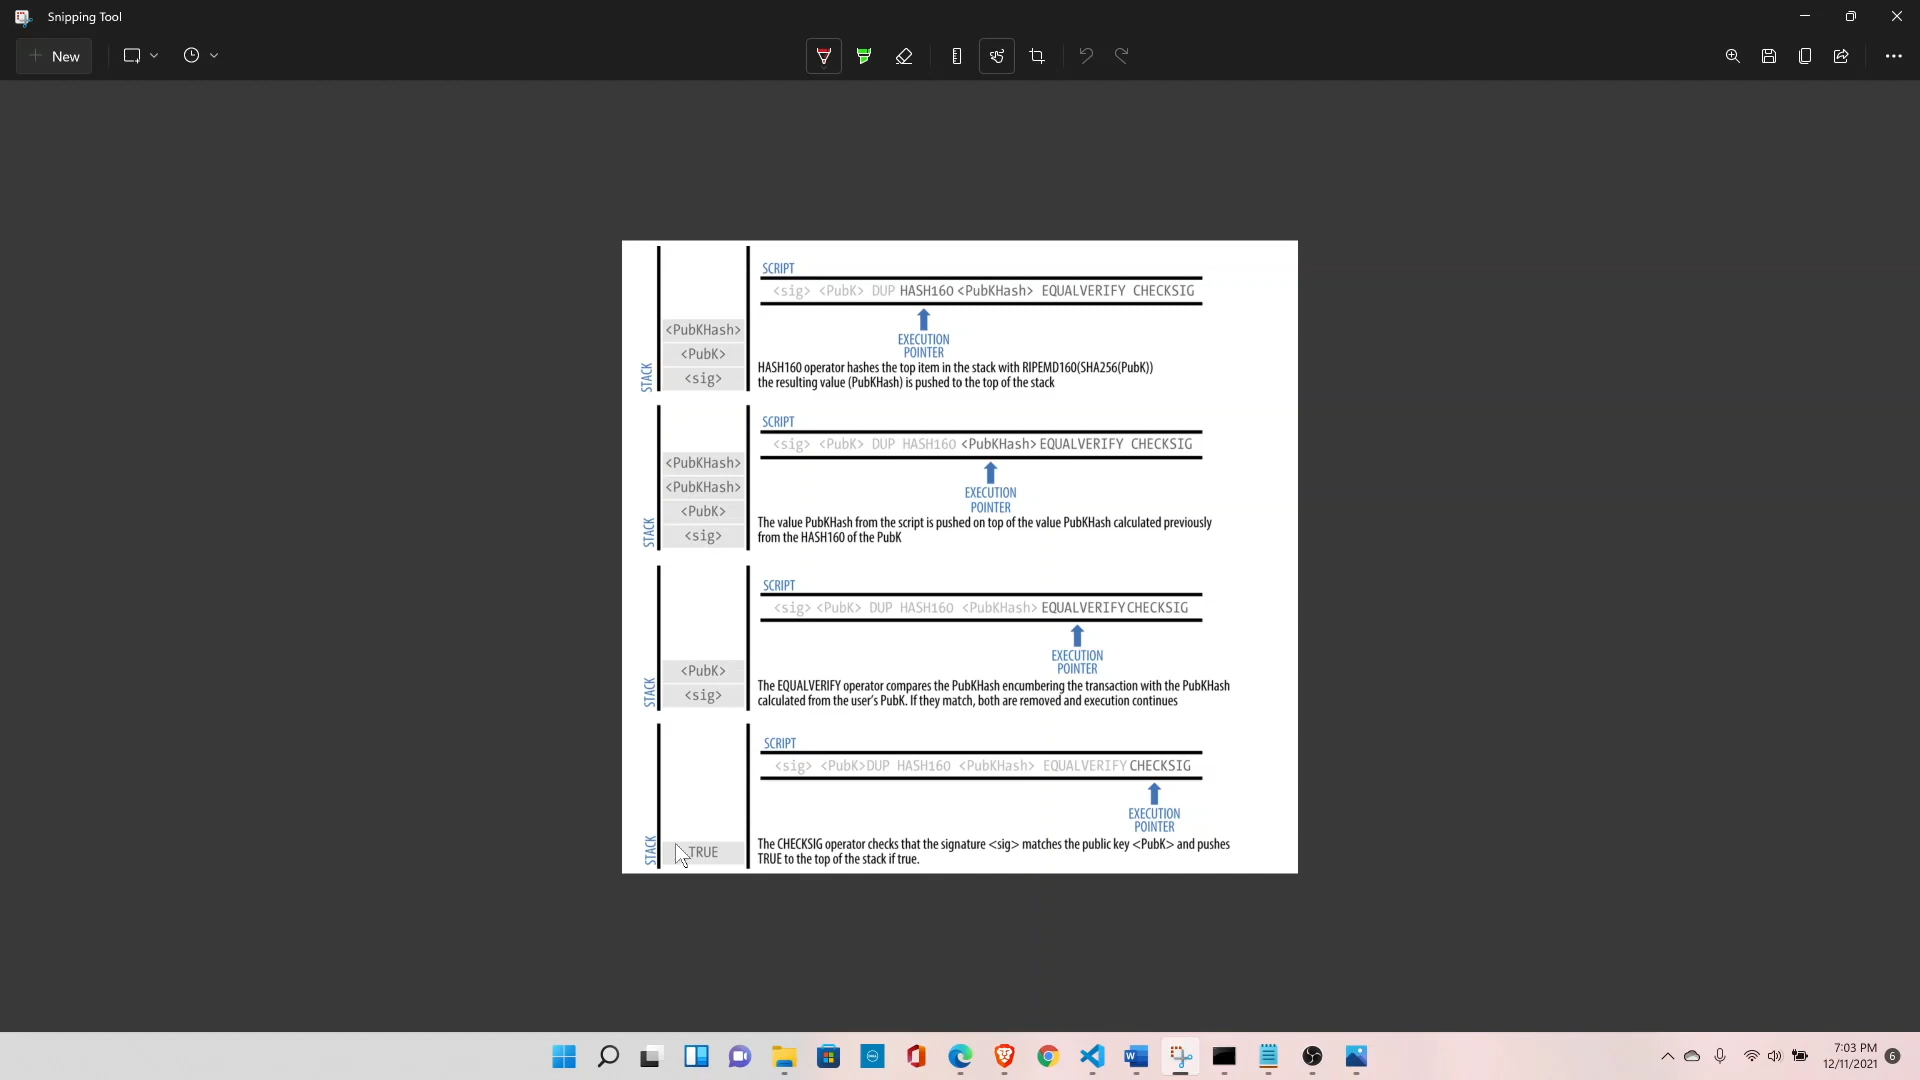 Snipping Tool
New
SCRIPT
<sig> <PubK> DUP HASH160 <PubKHash> EQUALVERIFY CHECKSIG
EXECUTION
POINTER
<PubKHash>
<PubK>
<sig>
STACK
HASH160 operator hashes the top item in the stack with RIPEMD160(SHA256(PubK))
the resulting value (PubKHash) is pushed to the top of the stack
SCRIPT
<sig> <PubK> DUP HASH160 <PubKHash> EQUALVERIFY CHECKSIG
EXECUTION
POINTER
<PubKHash>
<PubKHash>
<PubK>
<sig>
STACK
The value PubKHash from the script is pushed on top of the value PubKHash calculated previously
from the HASH160 of the PubK
SCRIPT
<sig> <PubK> DUP HASH160 <PubKHash> EQUALVERIFY CHECKSIG
EXECUTION
POINTER
<PubK>
<sig>
STACK
The EQUALVERIFY operator compares the PubKHash encumbering the transaction with the PubKHash
calculated from the user's PubK. If they match, both are removed and execution continues
SCRIPT
<sig> <PubK> DUP HASH160 <PubKHash> EQUALVERIFY CHECKSIG
EXECUTION
POINTER
TRUE
STACK
The CHECKSIG operator checks that the signature <sig> matches the public key <PubK> and pushes
TRUE to the top of the stack if true.
7:03 PM
12/11/2021
6